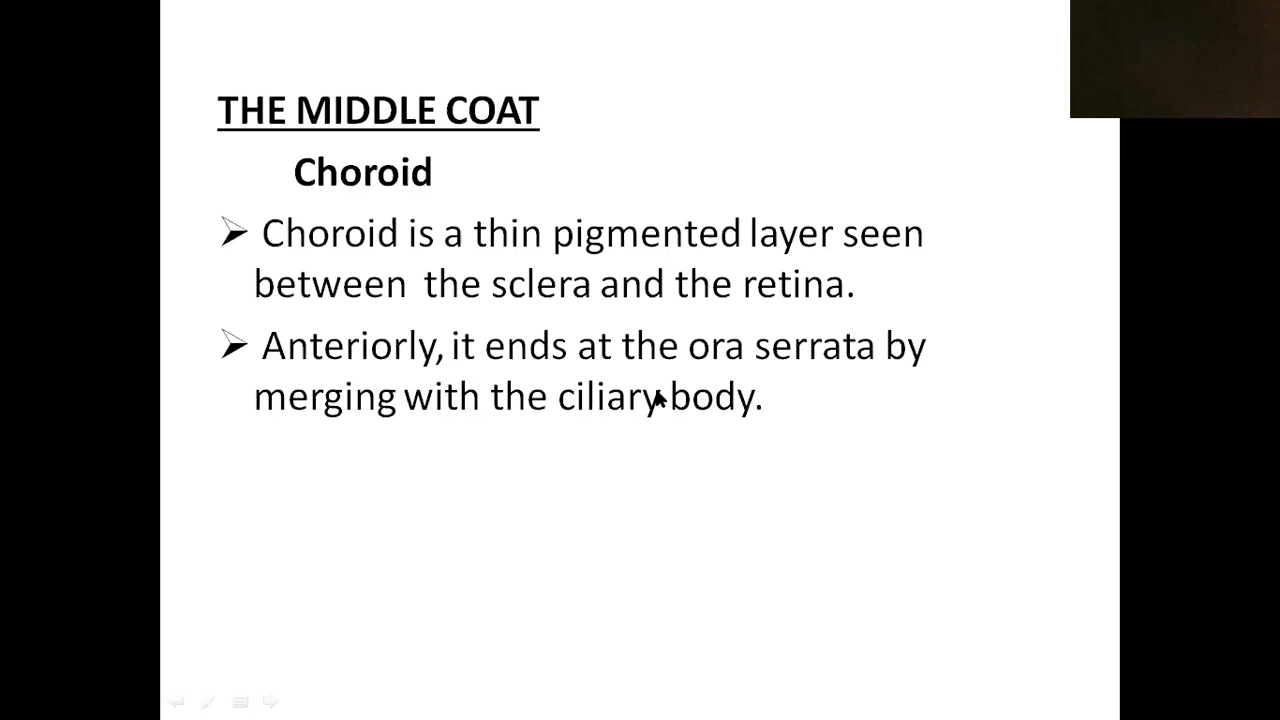 THE MIDDLE COAT
Choroid
➢ Choroid is a thin pigmented layer seen
between the sclera and the retina.
➢ Anteriorly, it ends at the ora serrata by
merging with the ciliary body.